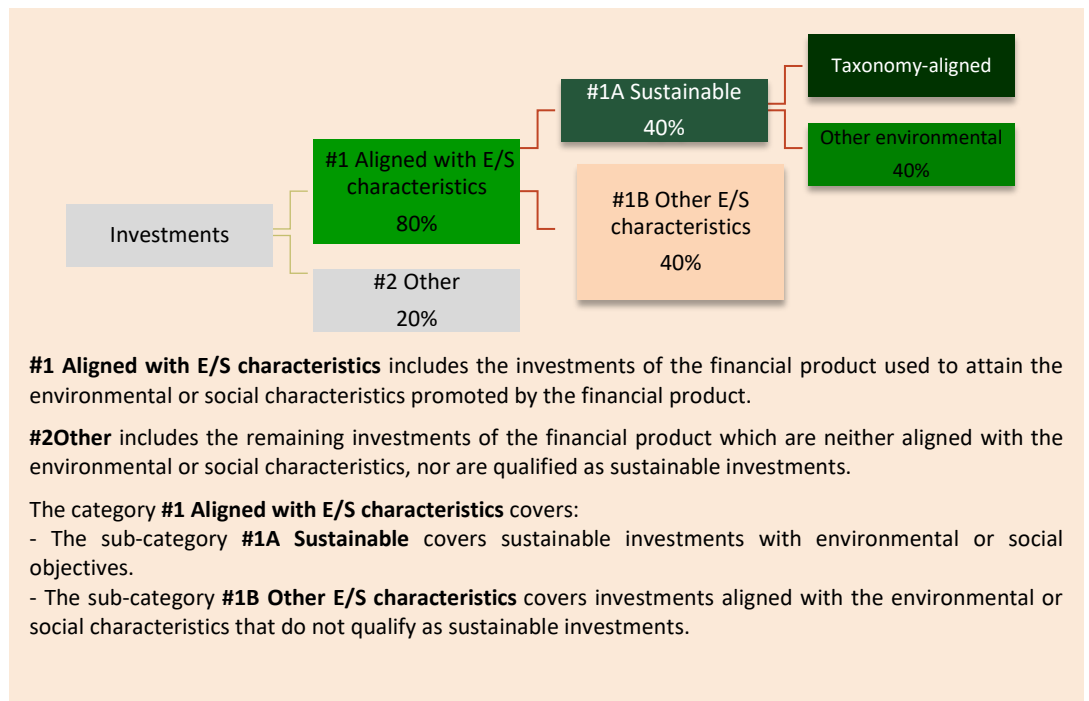 Taxonomy-aligned
#1A Sustainable
40%
Other environmental
40%
#1 Aligned with E/S
characteristics
80%
#1B Other E/S
characteristics
40%
Investments
#2 Other
20%
#1 Aligned with E/S characteristics includes the investments of the financial product used to attain the
environmental or social characteristics promoted by the financial product.
#2Other includes the remaining investments of the financial product which are neither aligned with the
environmental or social characteristics, nor are qualified as sustainable investments.
The category #1 Aligned with E/S characteristics covers:
- The sub-category #1A Sustainable covers sustainable investments with environmental or social
objectives.
- The sub-category #1B Other E/S characteristics covers investments aligned with the environmental or
social characteristics that do not qualify as sustainable investments.